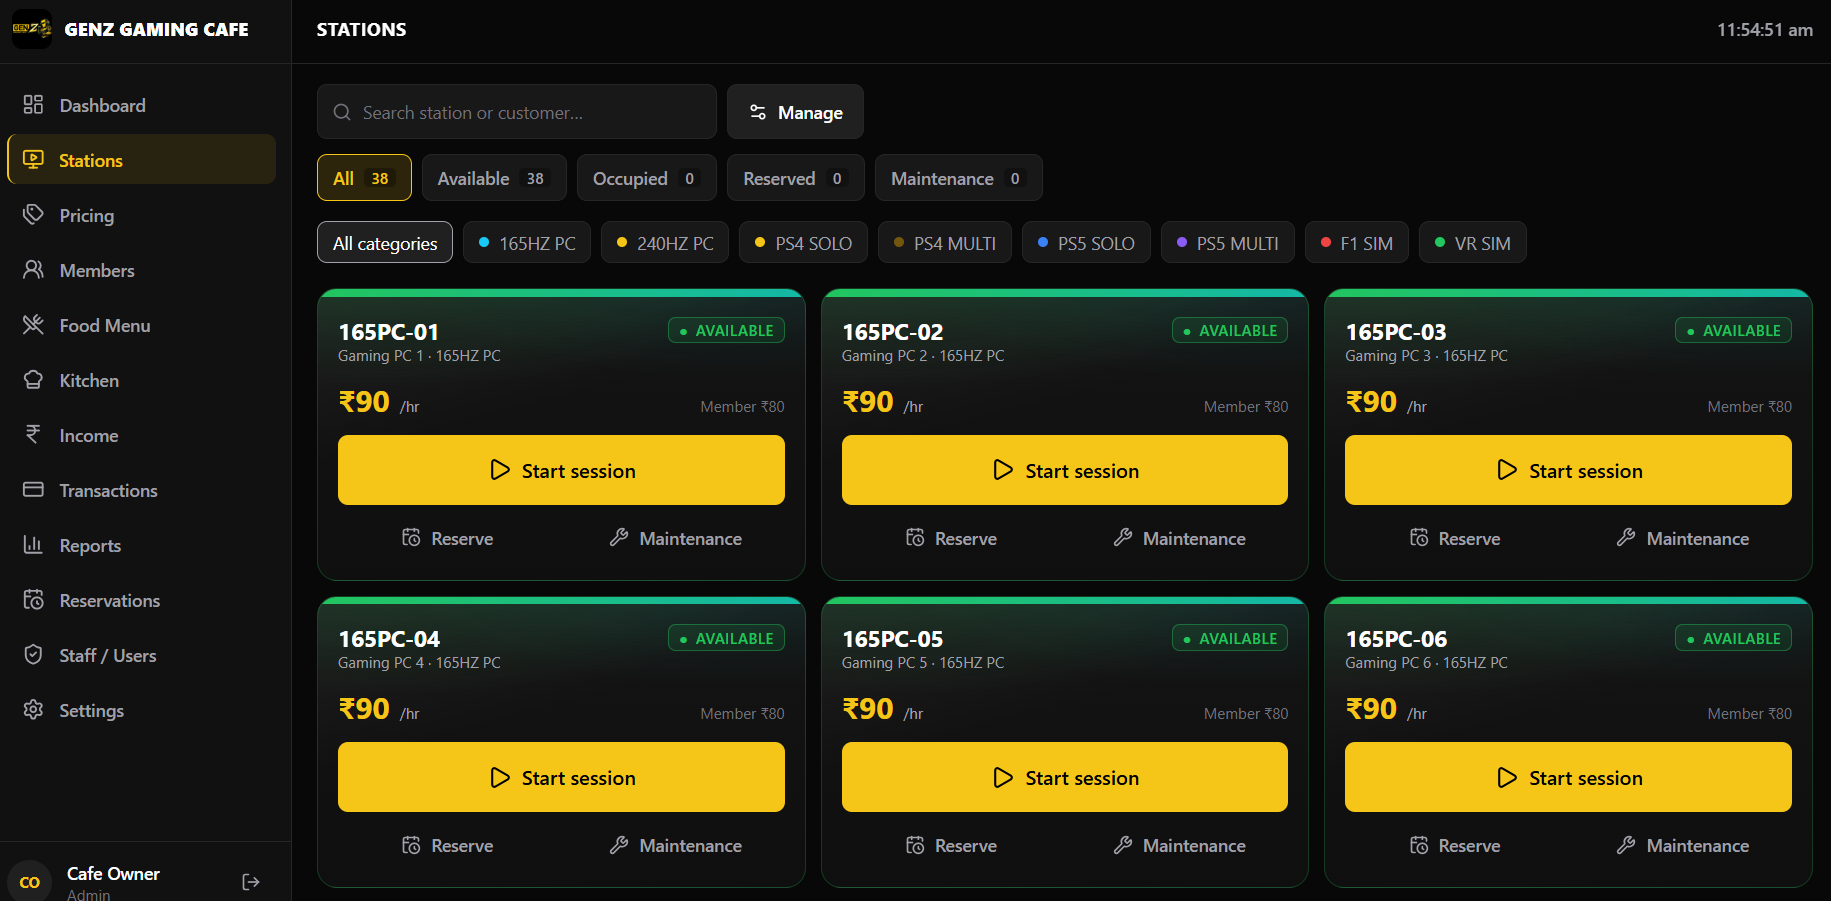 GENZ GAMING CAFE
Dashboard
Stations
Pricing
Members
Food Menu
Kitchen
Income
Transactions
Reports
Reservations
Staff / Users
Settings
CO
Cafe Owner
Admin
STATIONS
11:54:51 am
Search station or customer...
Manage
All 38
Available 38
Occupied 0
Reserved 0
Maintenance 0
All categories
165HZ PC
240HZ PC
PS4 SOLO
PS4 MULTI
PS5 SOLO
PS5 MULTI
F1 SIM
VR SIM
165PC-01
AVAILABLE
Gaming PC 1 · 165HZ PC
₹90 /hr
Member ₹80
Start session
Reserve
Maintenance
165PC-02
AVAILABLE
Gaming PC 2 · 165HZ PC
₹90 /hr
Member ₹80
Start session
Reserve
Maintenance
165PC-03
AVAILABLE
Gaming PC 3 · 165HZ PC
₹90 /hr
Member ₹80
Start session
Reserve
Maintenance
165PC-04
AVAILABLE
Gaming PC 4 · 165HZ PC
₹90 /hr
Member ₹80
Start session
Reserve
Maintenance
165PC-05
AVAILABLE
Gaming PC 5 · 165HZ PC
₹90 /hr
Member ₹80
Start session
Reserve
Maintenance
165PC-06
AVAILABLE
Gaming PC 6 · 165HZ PC
₹90 /hr
Member ₹80
Start session
Reserve
Maintenance